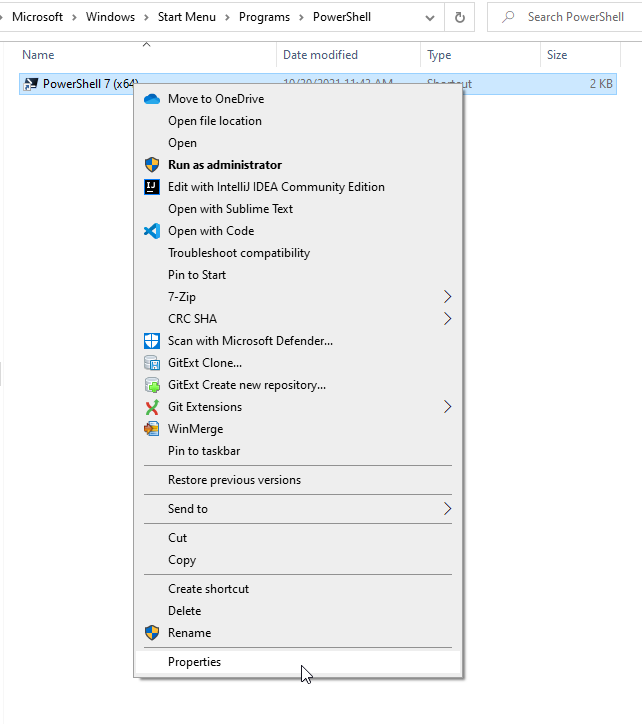 Microsoft Windows Start Menu Programs PowerShell Search PowerShell
Name Date modified Type Size
PowerShell 7 (x64) 10/20/2021 11:42 AM Shortcut 2 KB
Move to OneDrive
Open file location
Open
Run as administrator
Edit with IntelliJ IDEA Community Edition
Open with Sublime Text
Open with Code
Troubleshoot compatibility
Pin to Start
7-Zip
CRC SHA
Scan with Microsoft Defender...
GitExt Clone...
GitExt Create new repository...
Git Extensions
WinMerge
Pin to taskbar
Restore previous versions
Send to
Cut
Copy
Create shortcut
Delete
Rename
Properties